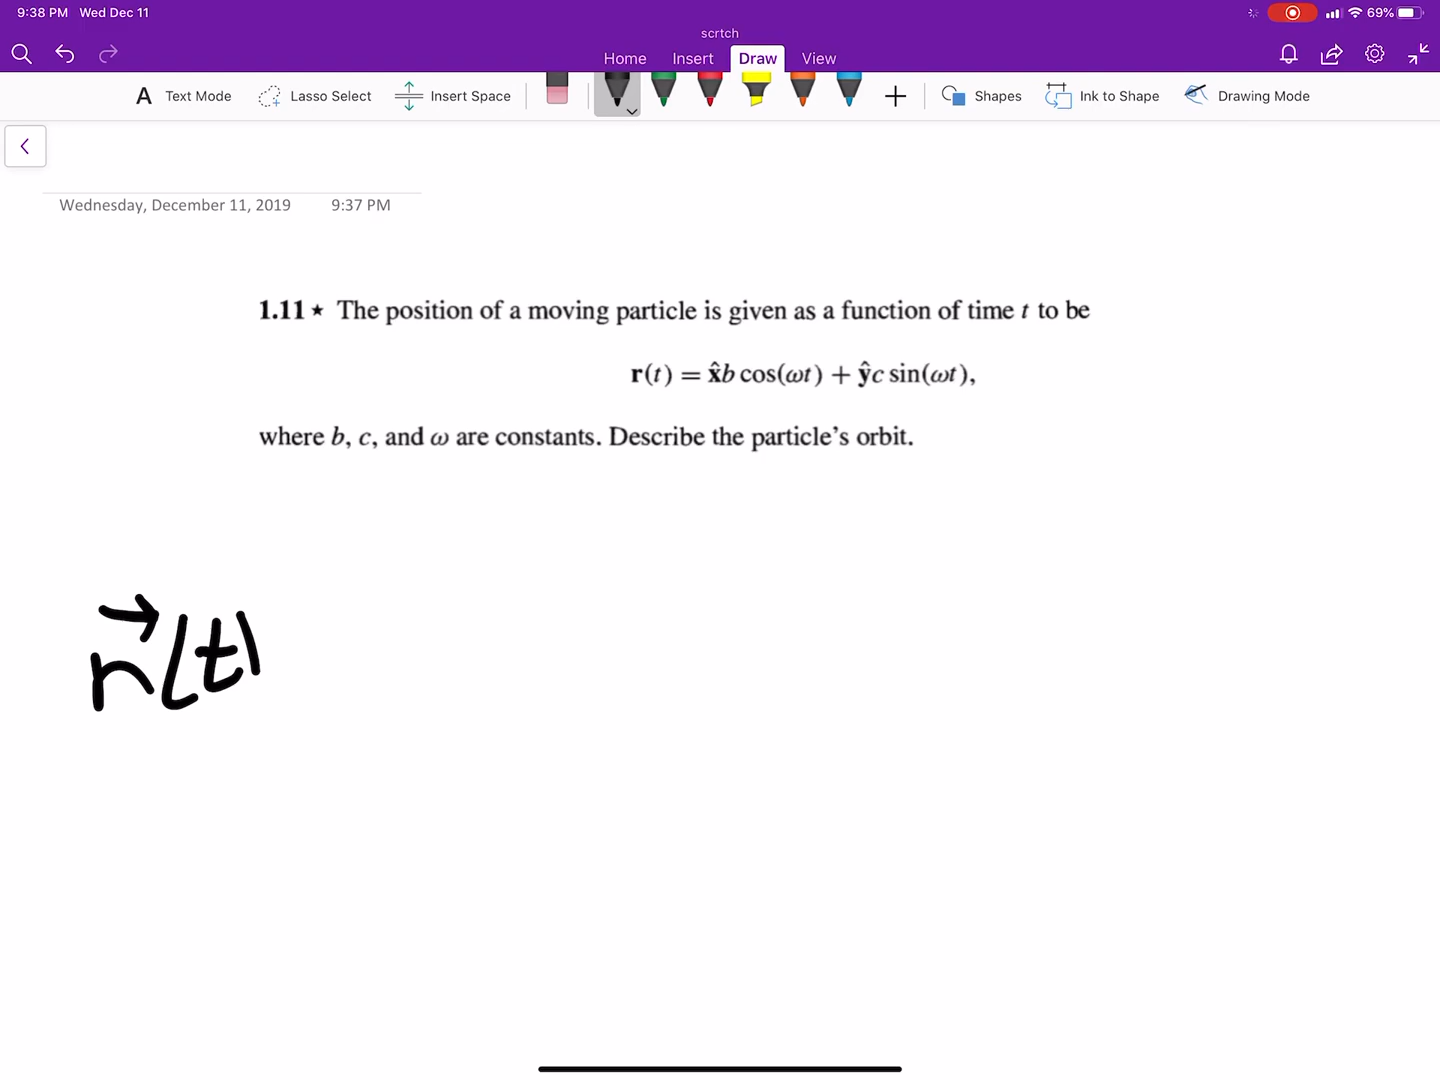 9:38 PM Wed Dec 11 69%
scrtch
Home Insert Draw View
A Text Mode Lasso Select Insert Space Shapes Ink to Shape Drawing Mode
Wednesday, December 11, 2019 9:37 PM
1.11 ⋆ The position of a moving particle is given as a function of time t to be
r(t) = x̂b cos(ωt) + ŷc sin(ωt),
where b, c, and ω are constants. Describe the particle's orbit.
r⃗(t)